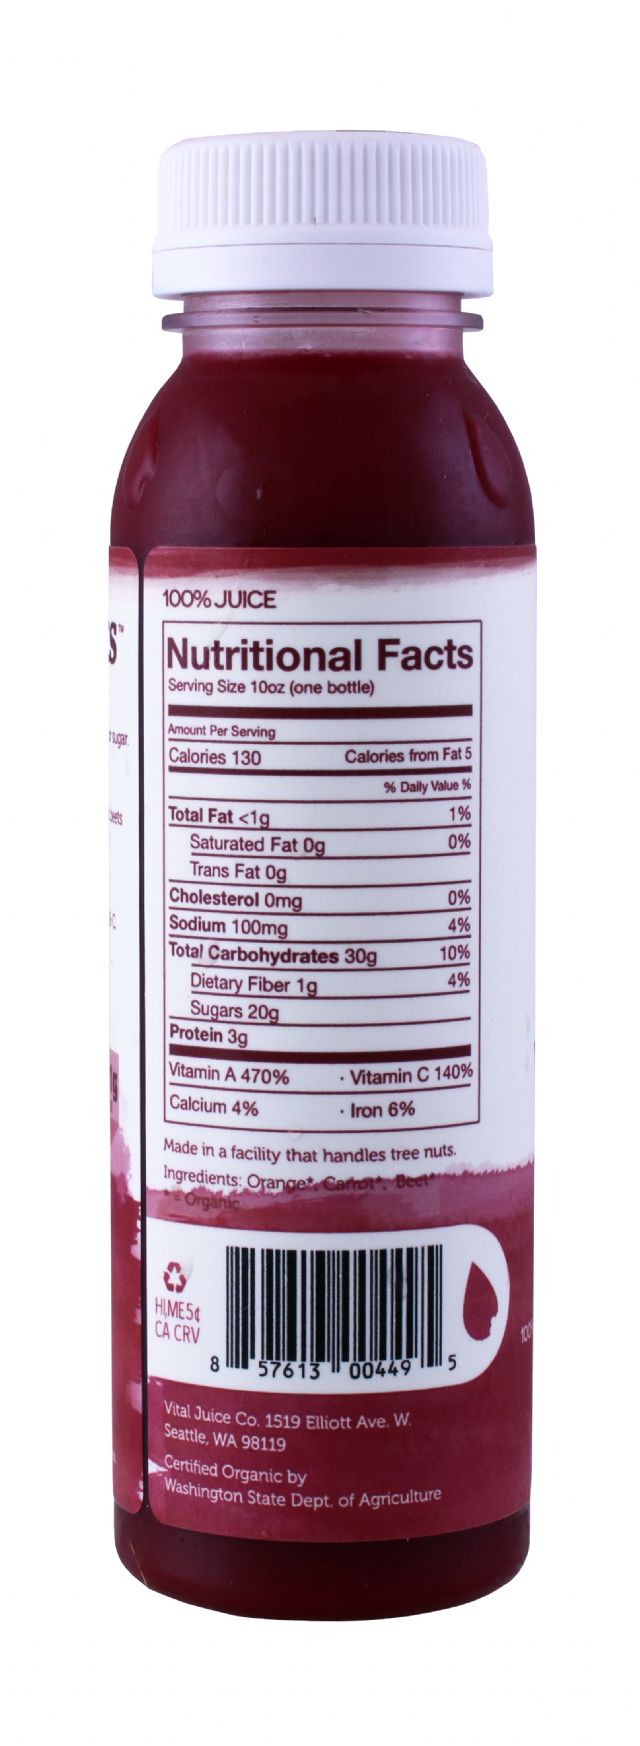 100% JUICE
Nutritional Facts
Serving Size 10oz (one bottle)
Amount Per Serving
Calories 130 Calories from Fat 5
% Daily Value %
Total Fat <1g 1%
Saturated Fat 0g 0%
Trans Fat 0g
Cholesterol 0mg 0%
Sodium 100mg 4%
Total Carbohydrates 30g 10%
Dietary Fiber 1g 4%
Sugars 20g
Protein 3g
Vitamin A 470% · Vitamin C 140%
Calcium 4% · Iron 6%
Made in a facility that handles tree nuts.
Ingredients: Orange*, Carrot*, Beet*
* = Organic
HI,ME 5¢
CA CRV
8 57613 00449 5
Vital Juice Co. 1519 Elliott Ave. W.
Seattle, WA 98119
Certified Organic by
Washington State Dept. of Agriculture